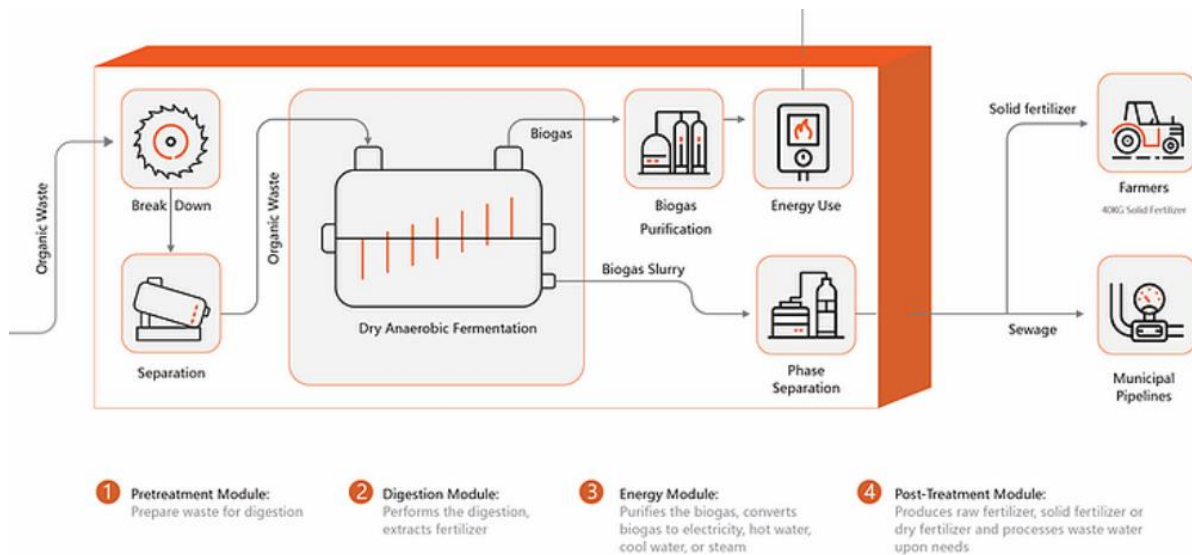 Organic Waste
Break Down
Separation
Organic Waste
Dry Anaerobic Fermentation
Biogas
Biogas
Purification
Energy Use
Biogas Slurry
Phase
Separation
Solid fertilizer
Farmers
40KG Solid Fertilizer
Sewage
Municipal
Pipelines
1 Pretreatment Module:
Prepare waste for digestion
2 Digestion Module:
Performs the digestion,
extracts fertilizer
3 Energy Module:
Purifies the biogas, converts
biogas to electricity, hot water,
cool water, or steam
4 Post-Treatment Module:
Produces raw fertilizer, solid fertilizer or
dry fertilizer and processes waste water
upon needs